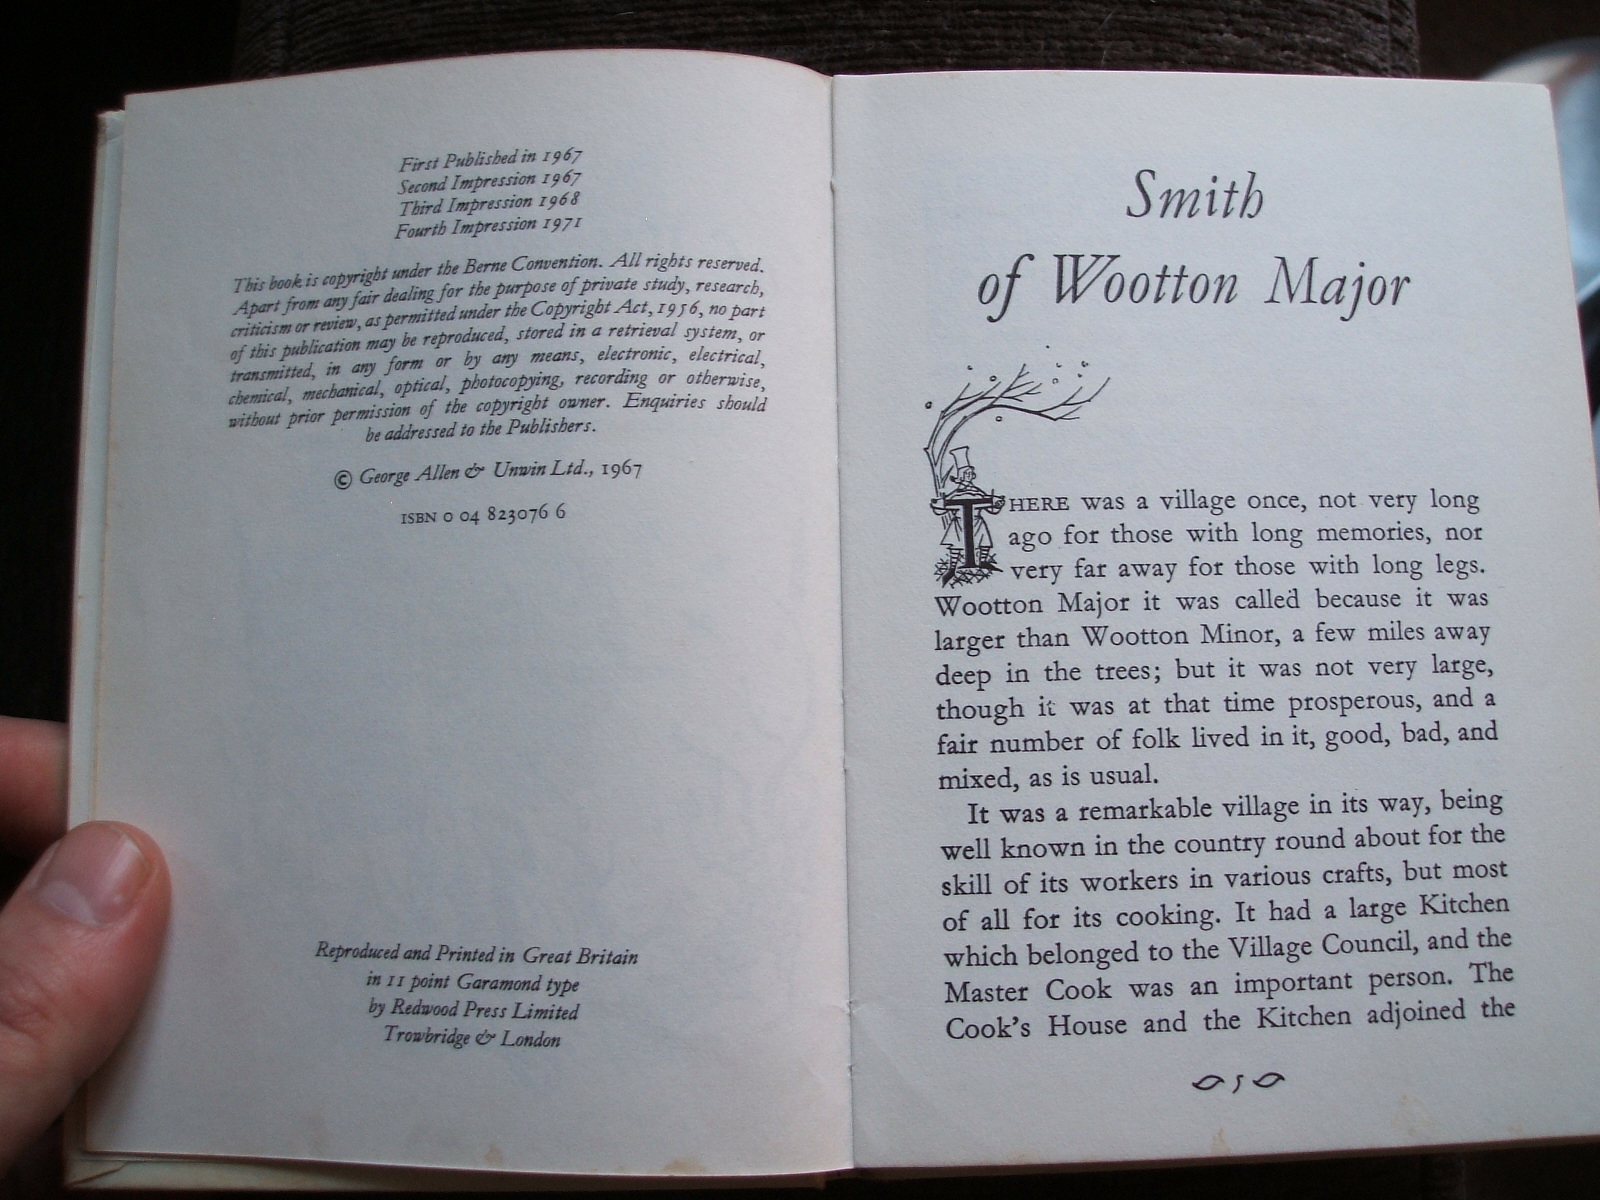 First Published in 1967
Second Impression 1967
Third Impression 1968
Fourth Impression 1971
This book is copyright under the Berne Convention. All rights reserved.
Apart from any fair dealing for the purpose of private study, research,
criticism or review, as permitted under the Copyright Act, 1956, no part
of this publication may be reproduced, stored in a retrieval system, or
transmitted, in any form or by any means, electronic, electrical,
chemical, mechanical, optical, photocopying, recording or otherwise,
without prior permission of the copyright owner. Enquiries should
be addressed to the Publishers.
© George Allen & Unwin Ltd., 1967
ISBN 0 04 823076 6
Reproduced and Printed in Great Britain
in 11 point Garamond type
by Redwood Press Limited
Trowbridge & London
Smith
of Wootton Major
THERE was a village once, not very long
ago for those with long memories, nor
very far away for those with long legs.
Wootton Major it was called because it was
larger than Wootton Minor, a few miles away
deep in the trees; but it was not very large,
though it was at that time prosperous, and a
fair number of folk lived in it, good, bad, and
mixed, as is usual.
It was a remarkable village in its way, being
well known in the country round about for the
skill of its workers in various crafts, but most
of all for its cooking. It had a large Kitchen
which belonged to the Village Council, and the
Master Cook was an important person. The
Cook's House and the Kitchen adjoined the
5